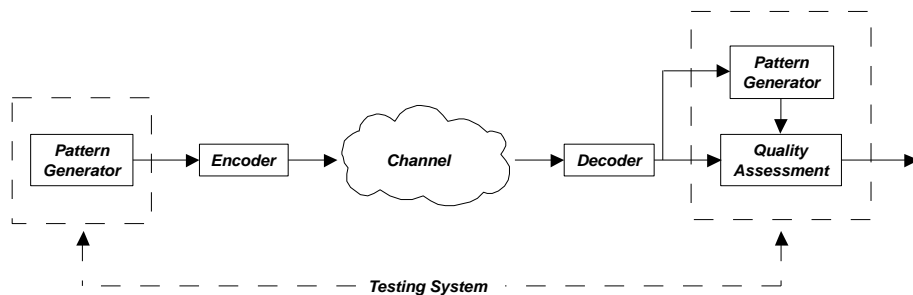 Pattern
Generator
Encoder
Channel
Decoder
Pattern
Generator
Quality
Assessment
Testing System